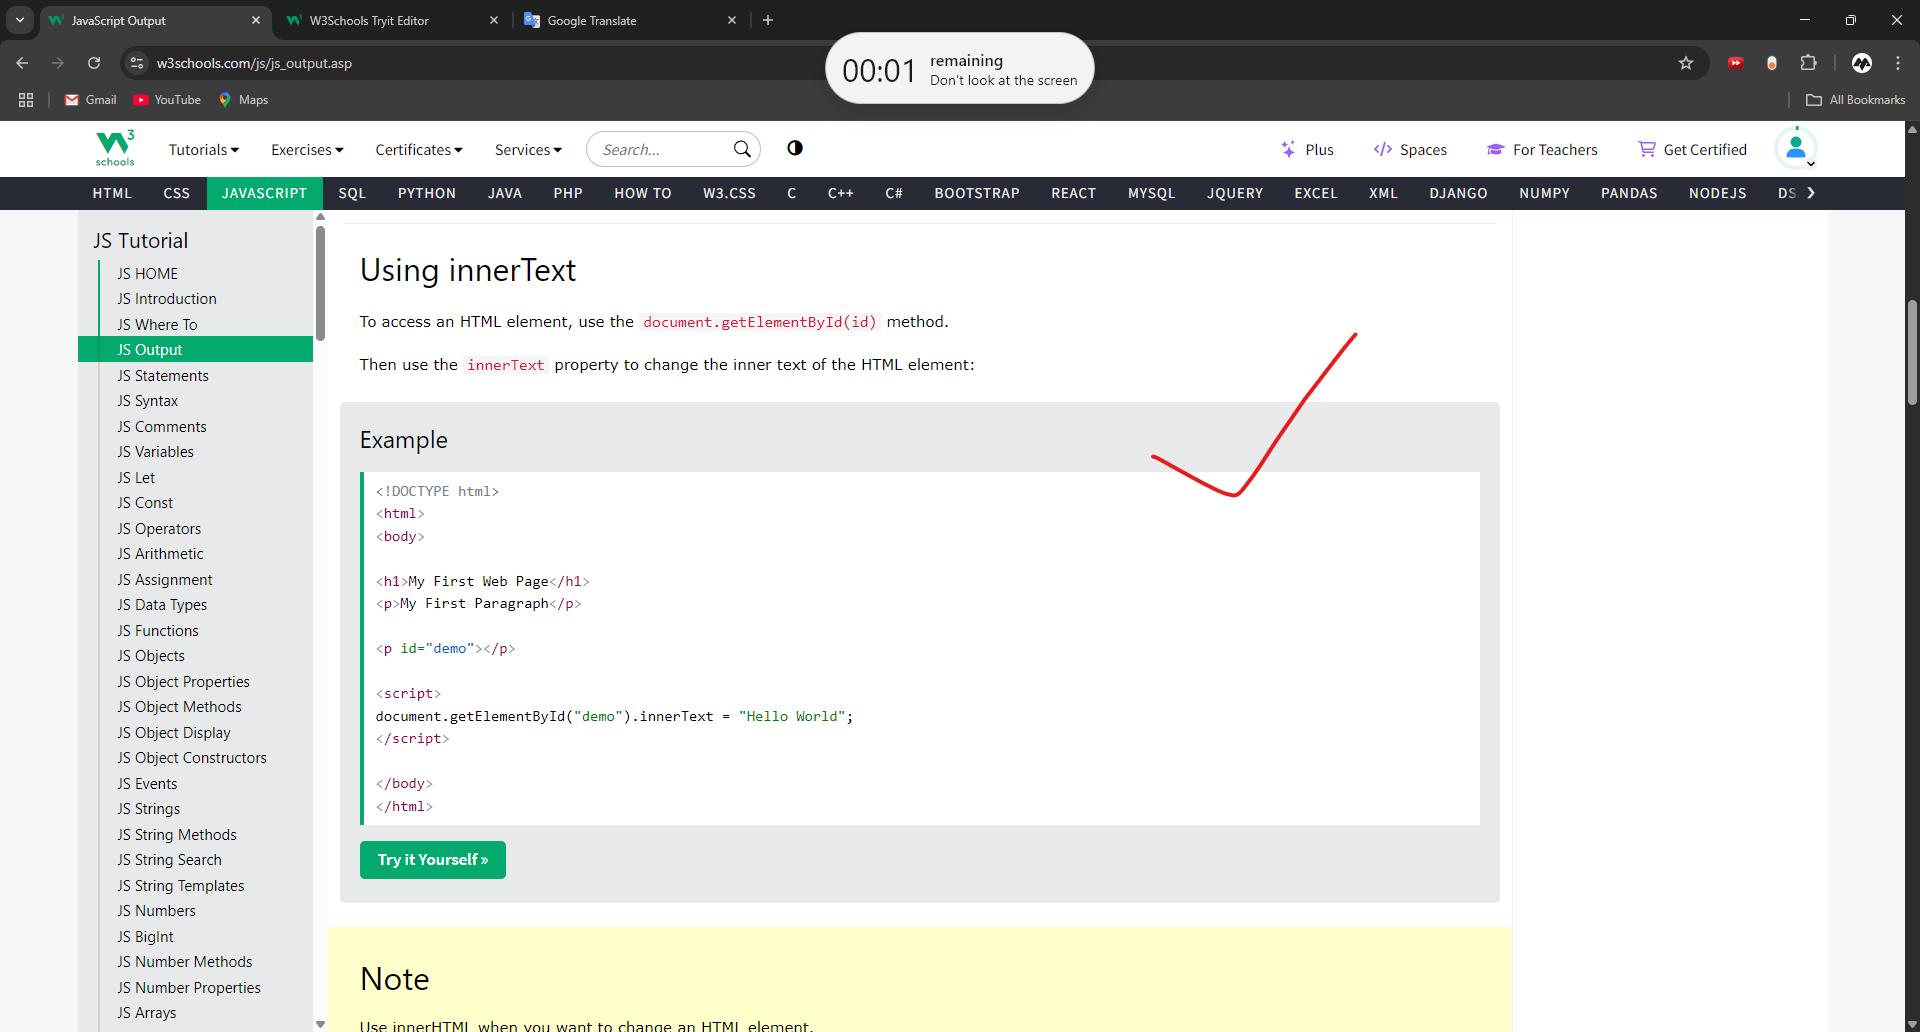 JavaScript Output
W3Schools Tryit Editor
Google Translate
w3schools.com/js/js_output.asp
00:01
remaining
Don't look at the screen
Gmail
YouTube
Maps
All Bookmarks
W3 schools
Tutorials
Exercises
Certificates
Services
Search...
Plus
Spaces
For Teachers
Get Certified
HTML CSS JAVASCRIPT SQL PYTHON JAVA PHP HOW TO W3.CSS C C++ C# BOOTSTRAP REACT MYSQL JQUERY EXCEL XML DJANGO NUMPY PANDAS NODEJS DS
JS Tutorial
JS HOME
JS Introduction
JS Where To
JS Output
JS Statements
JS Syntax
JS Comments
JS Variables
JS Let
JS Const
JS Operators
JS Arithmetic
JS Assignment
JS Data Types
JS Functions
JS Objects
JS Object Properties
JS Object Methods
JS Object Display
JS Object Constructors
JS Events
JS Strings
JS String Methods
JS String Search
JS String Templates
JS Numbers
JS BigInt
JS Number Methods
JS Number Properties
JS Arrays
Using innerText
To access an HTML element, use the document.getElementById(id) method.
Then use the innerText property to change the inner text of the HTML element:
Example
<!DOCTYPE html>
<html>
<body>
<h1>My First Web Page</h1>
<p>My First Paragraph</p>
<p id="demo"></p>
<script>
document.getElementById("demo").innerText = "Hello World";
</script>
</body>
</html>
Try it Yourself »
Note
Use innerHTML when you want to change an HTML element.